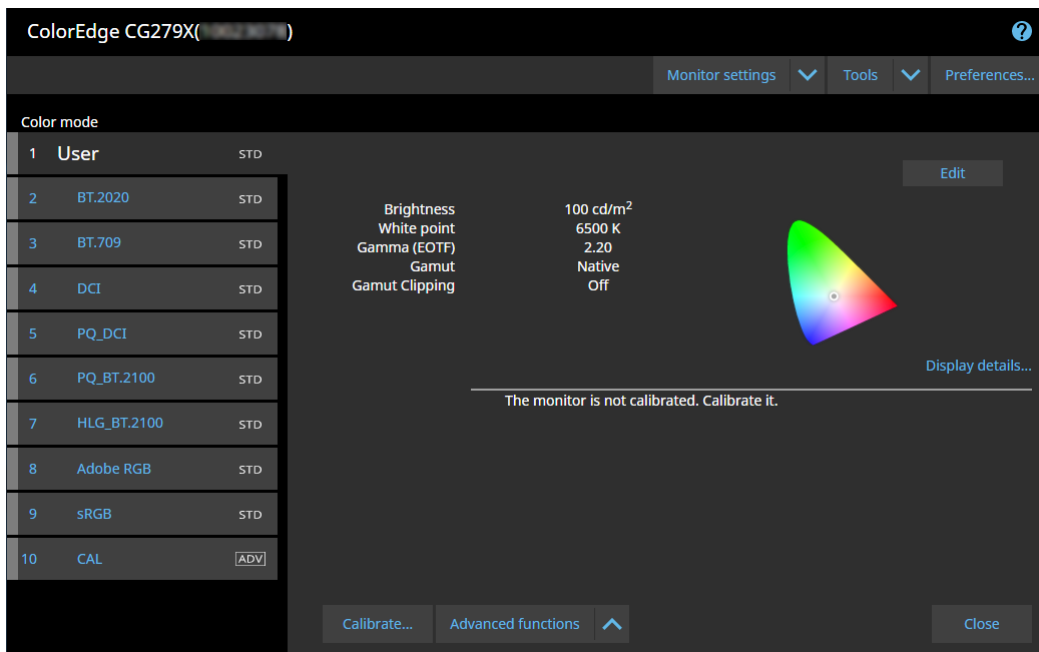 ColorEdge CG279X( )
Monitor settings Tools Preferences...
Color mode
1 User STD
Edit
2 BT.2020 STD
3 BT.709 STD
4 DCI STD
5 PQ_DCI STD
6 PQ_BT.2100 STD
7 HLG_BT.2100 STD
8 Adobe RGB STD
9 sRGB STD
10 CAL ADV
Brightness 100 cd/m²
White point 6500 K
Gamma (EOTF) 2.20
Gamut Native
Gamut Clipping Off
Display details...
The monitor is not calibrated. Calibrate it.
Calibrate... Advanced functions Close